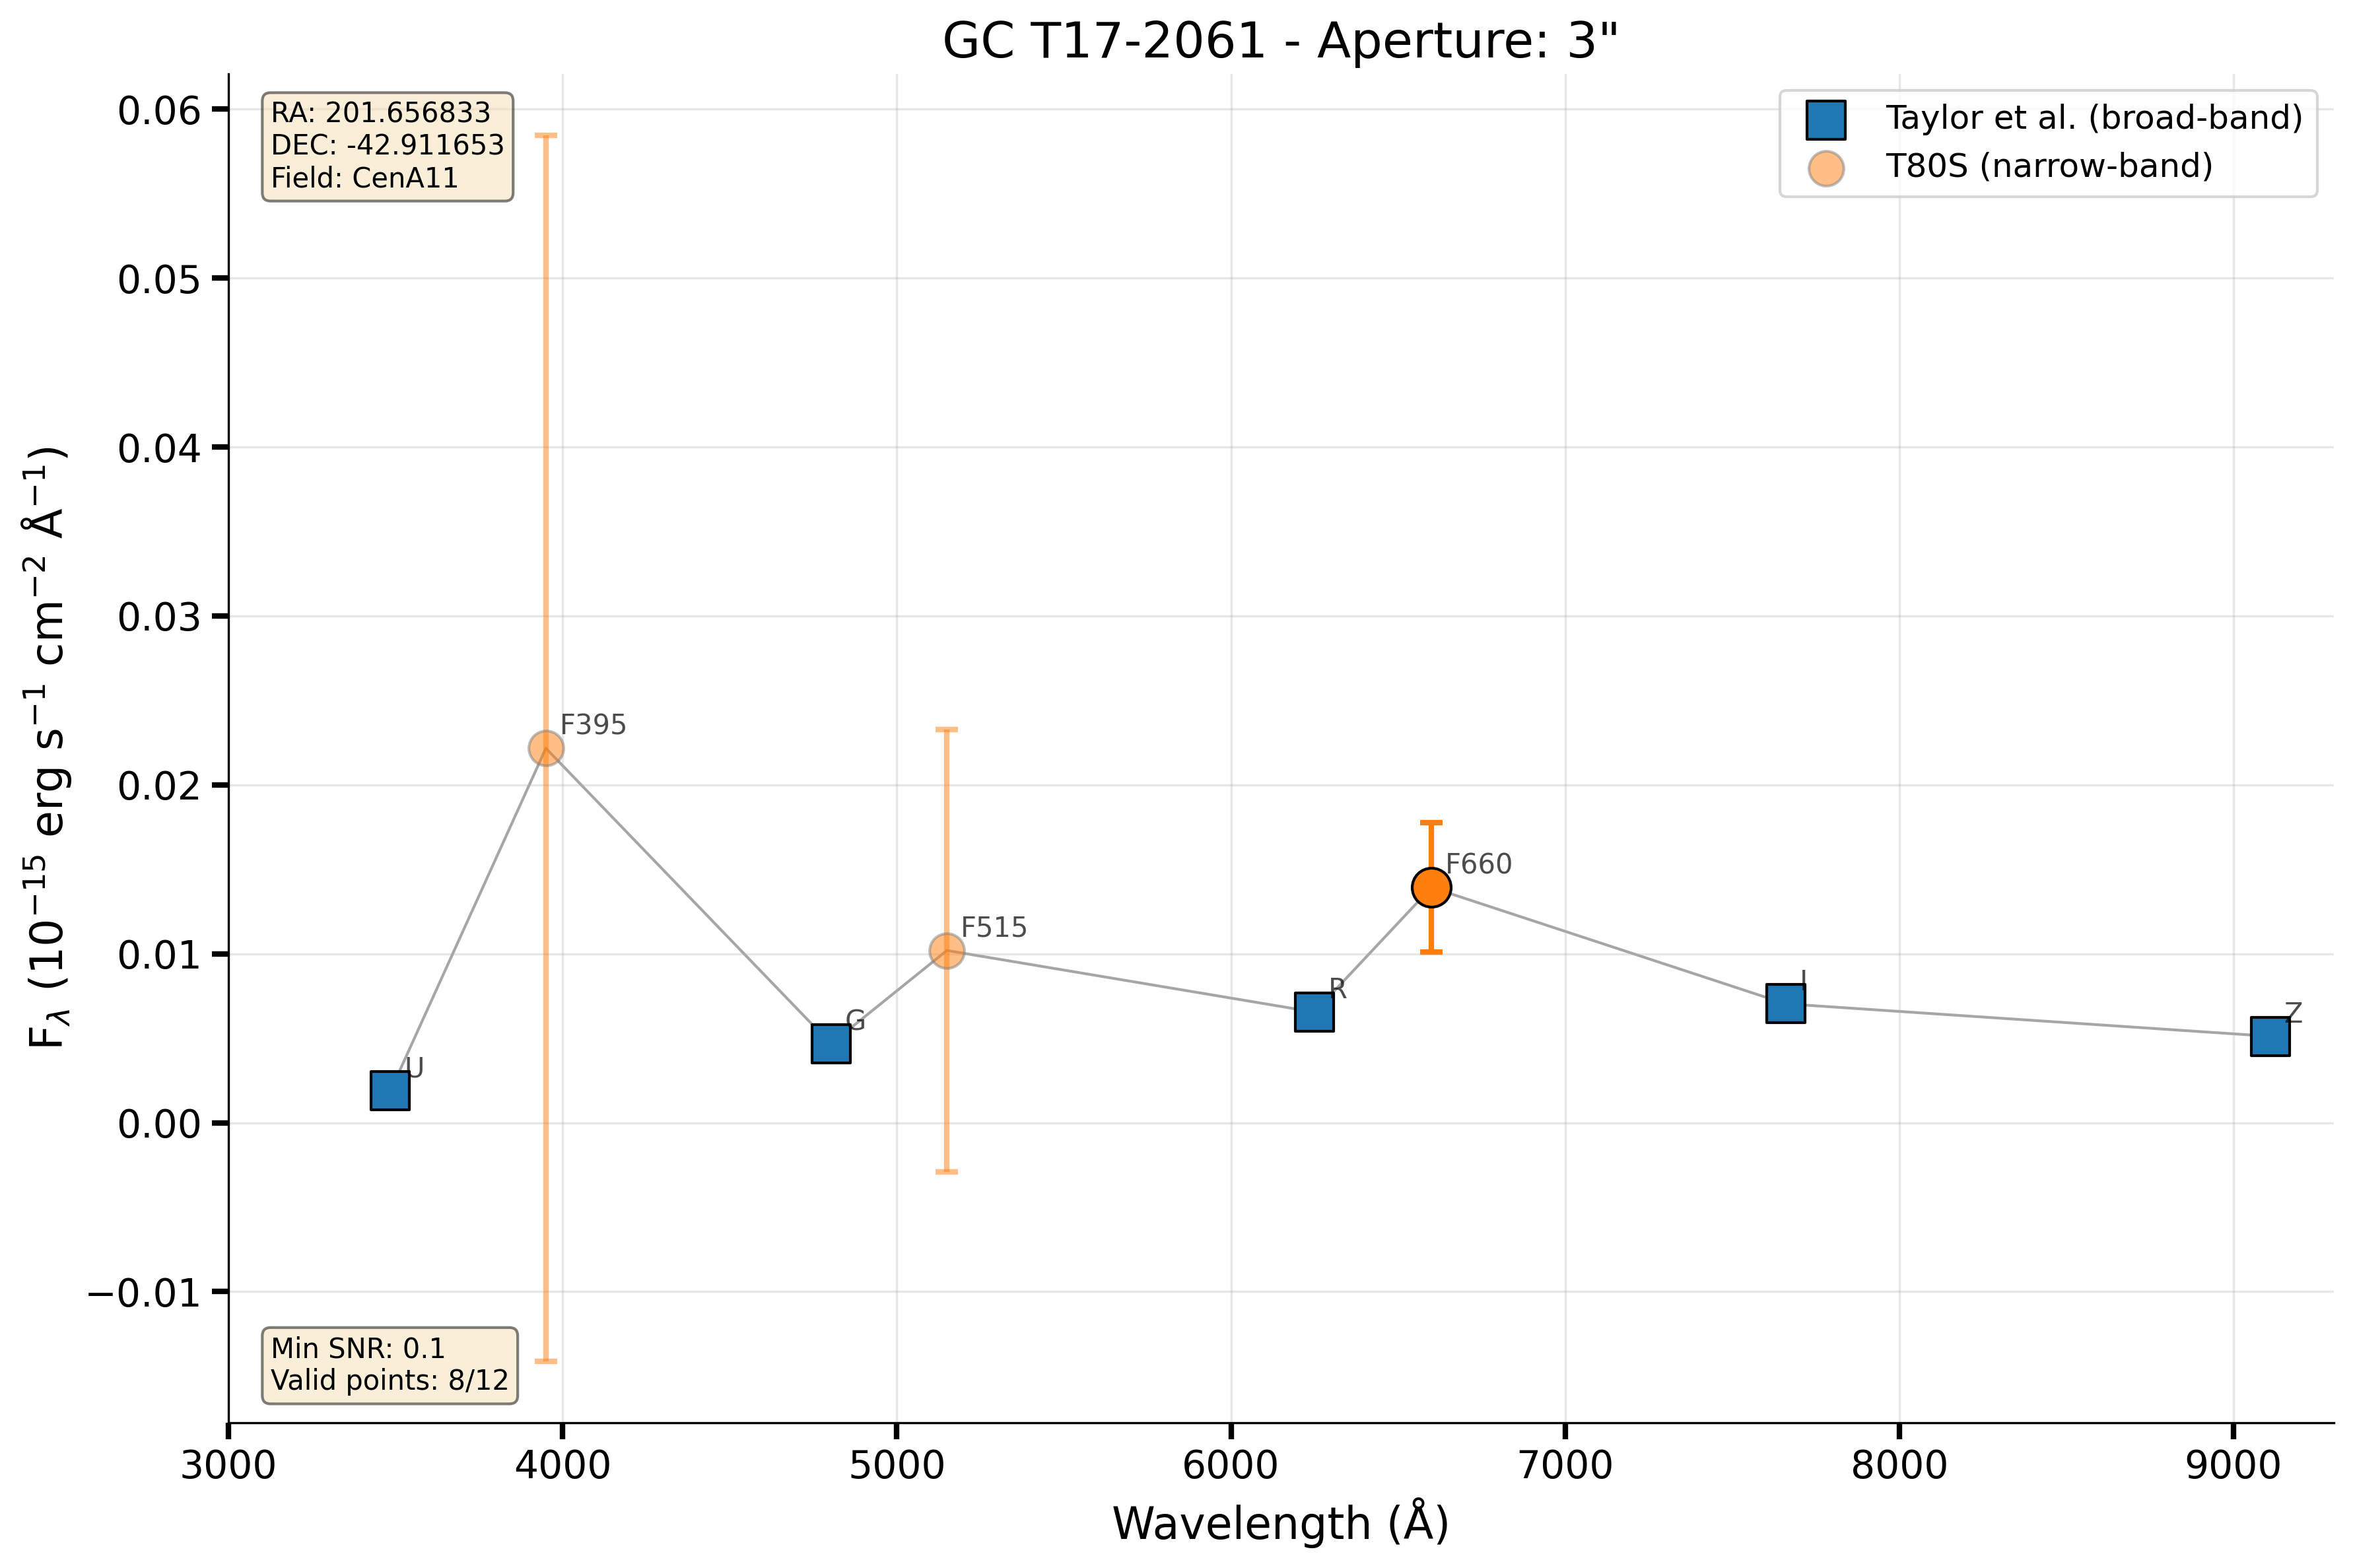 GC T17-2061 - Aperture: 3"
RA: 201.656833
DEC: -42.911653
Field: CenA11
Taylor et al. (broad-band)
T80S (narrow-band)
0.06
0.05
0.04
0.03
0.02
0.01
0.00
−0.01
F_λ (10⁻¹⁵ erg s⁻¹ cm⁻² Å⁻¹)
U
F395
G
F515
R
F660
I
Z
Min SNR: 0.1
Valid points: 8/12
3000 4000 5000 6000 7000 8000 9000
Wavelength (Å)